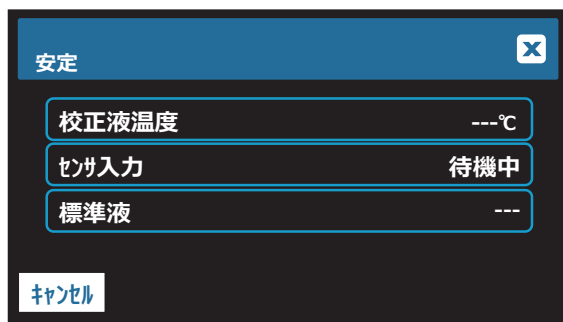 安定
X
校正液温度 ---℃
ｾﾝｻ入力 待機中
標準液 ---
ｷｬﾝｾﾙ